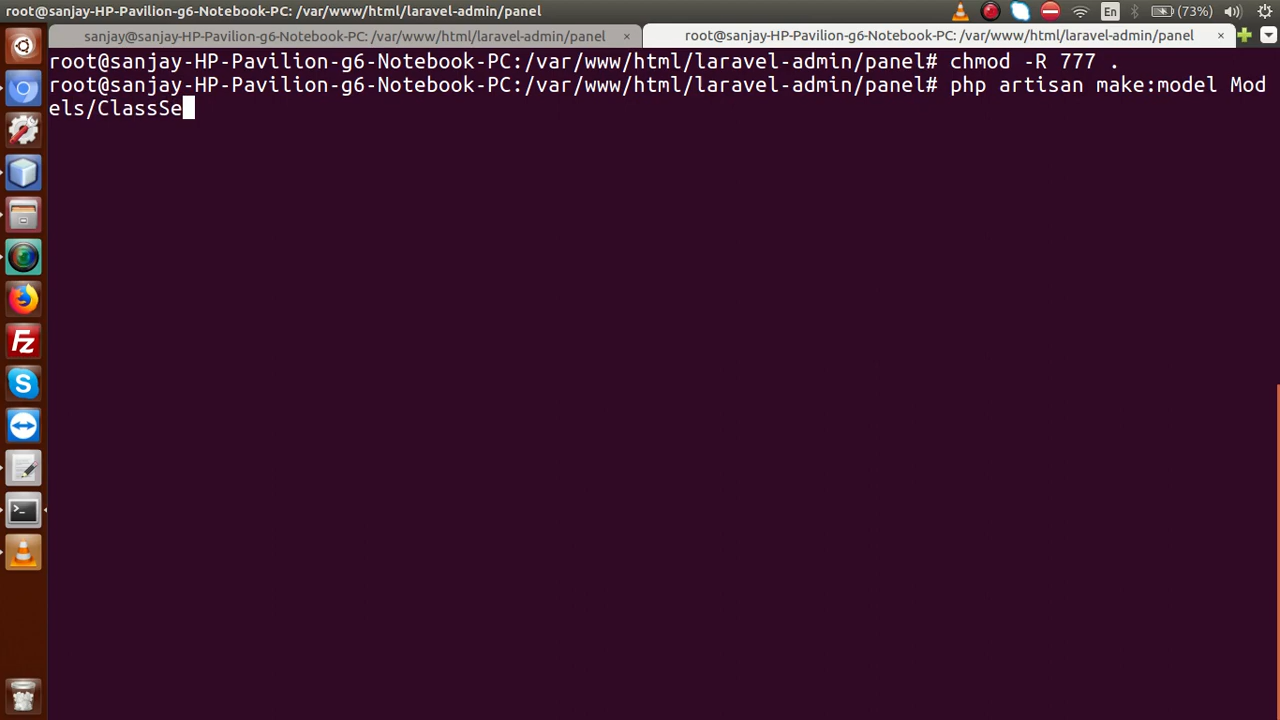 root@sanjay-HP-Pavilion-g6-Notebook-PC: /var/www/html/laravel-admin/panel
En
(73%)
sanjay@sanjay-HP-Pavilion-g6-Notebook-PC: /var/www/html/laravel-admin/panel ×
root@sanjay-HP-Pavilion-g6-Notebook-PC: /var/www/html/laravel-admin/panel ×
root@sanjay-HP-Pavilion-g6-Notebook-PC:/var/www/html/laravel-admin/panel# chmod -R 777 .
root@sanjay-HP-Pavilion-g6-Notebook-PC:/var/www/html/laravel-admin/panel# php artisan make:model Mod
els/ClassSe
Fz
S
>_